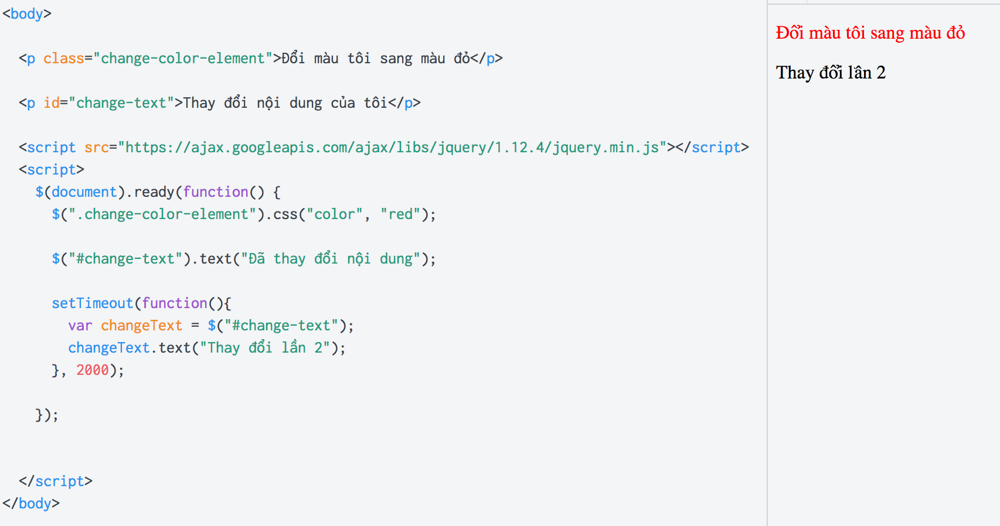 <body>
<p class="change-color-element">Đổi màu tôi sang màu đỏ</p>
<p id="change-text">Thay đổi nội dung của tôi</p>
<script src="https://ajax.googleapis.com/ajax/libs/jquery/1.12.4/jquery.min.js"></script>
<script>
$(document).ready(function() {
$(".change-color-element").css("color", "red");
$("#change-text").text("Đã thay đổi nội dung");
setTimeout(function(){
var changeText = $("#change-text");
changeText.text("Thay đổi lần 2");
}, 2000);
});
</script>
</body>
Đổi màu tôi sang màu đỏ
Thay đổi lần 2